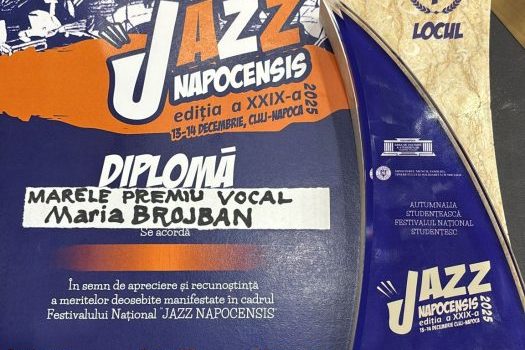 JAZZ
NAPOCENSIS
ediția a XXIX-a
2025
13-14 DECEMBRIE, CLUJ-NAPOCA
DIPLOMĂ
MARELE PREMIU VOCAL
Maria BROJBAN
Se acordă
În semn de apreciere și recunoștință
a meritelor deosebite manifestate în cadrul
Festivalului Național "JAZZ NAPOCENSIS"
LOCUL
AUTUMNALIA
STUDENȚEASCĂ
FESTIVALUL NAȚIONAL
STUDENȚESC
JAZZ
NAPOCENSIS
ediția a XXIX-a
2025
13-14 DECEMBRIE, CLUJ-NAPOCA